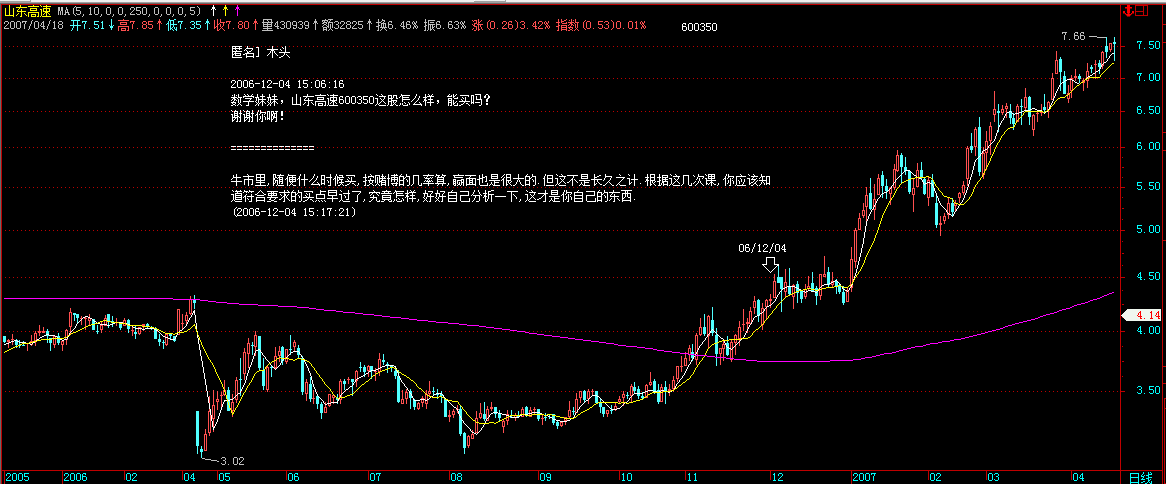 山东高速 MA(5,10,0,0,250,0,0,0,5) ↑ ↑ ↑
2007/04/18 开7.51↓高7.85↑低7.35↑收7.80↑量430939↑额32825↑换6.46% 振6.63% 涨(0.26)3.42% 指数(0.53)0.01%
600350
7.66
匿名] 木头
2006-12-04 15:06:16
数学妹妹，山东高速600350这股怎么样，能买吗？
谢谢你啊！
==============
牛市里,随便什么时候买,按赌博的几率算,赢面也是很大的.但这不是长久之计.根据这几次课,你应该知
道符合要求的买点早过了,究竟怎样,好好自己分析一下,这才是你自己的东西.
(2006-12-04 15:17:21)
06/12/04
3.02
7.50
7.00
6.50
6.00
5.50
5.00
4.50
4.14
4.00
3.50
2005 2006 02 04 05 06 07 08 09 10 11 12 2007 02 03 04 日线